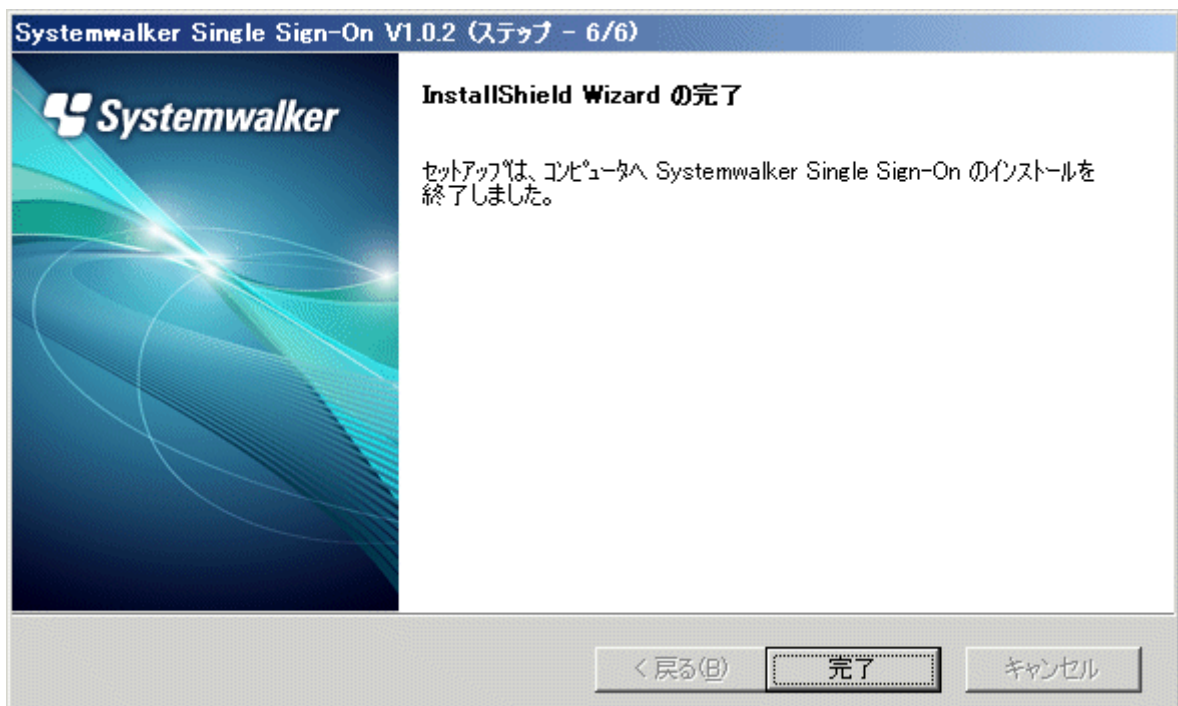 Systemwalker Single Sign-On V1.0.2 (ステップ - 6/6)
Systemwalker
InstallShield Wizard の完了
セットアップは、コンピュータへ Systemwalker Single Sign-On のインストールを
終了しました。
< 戻る(B)
完了
キャンセル